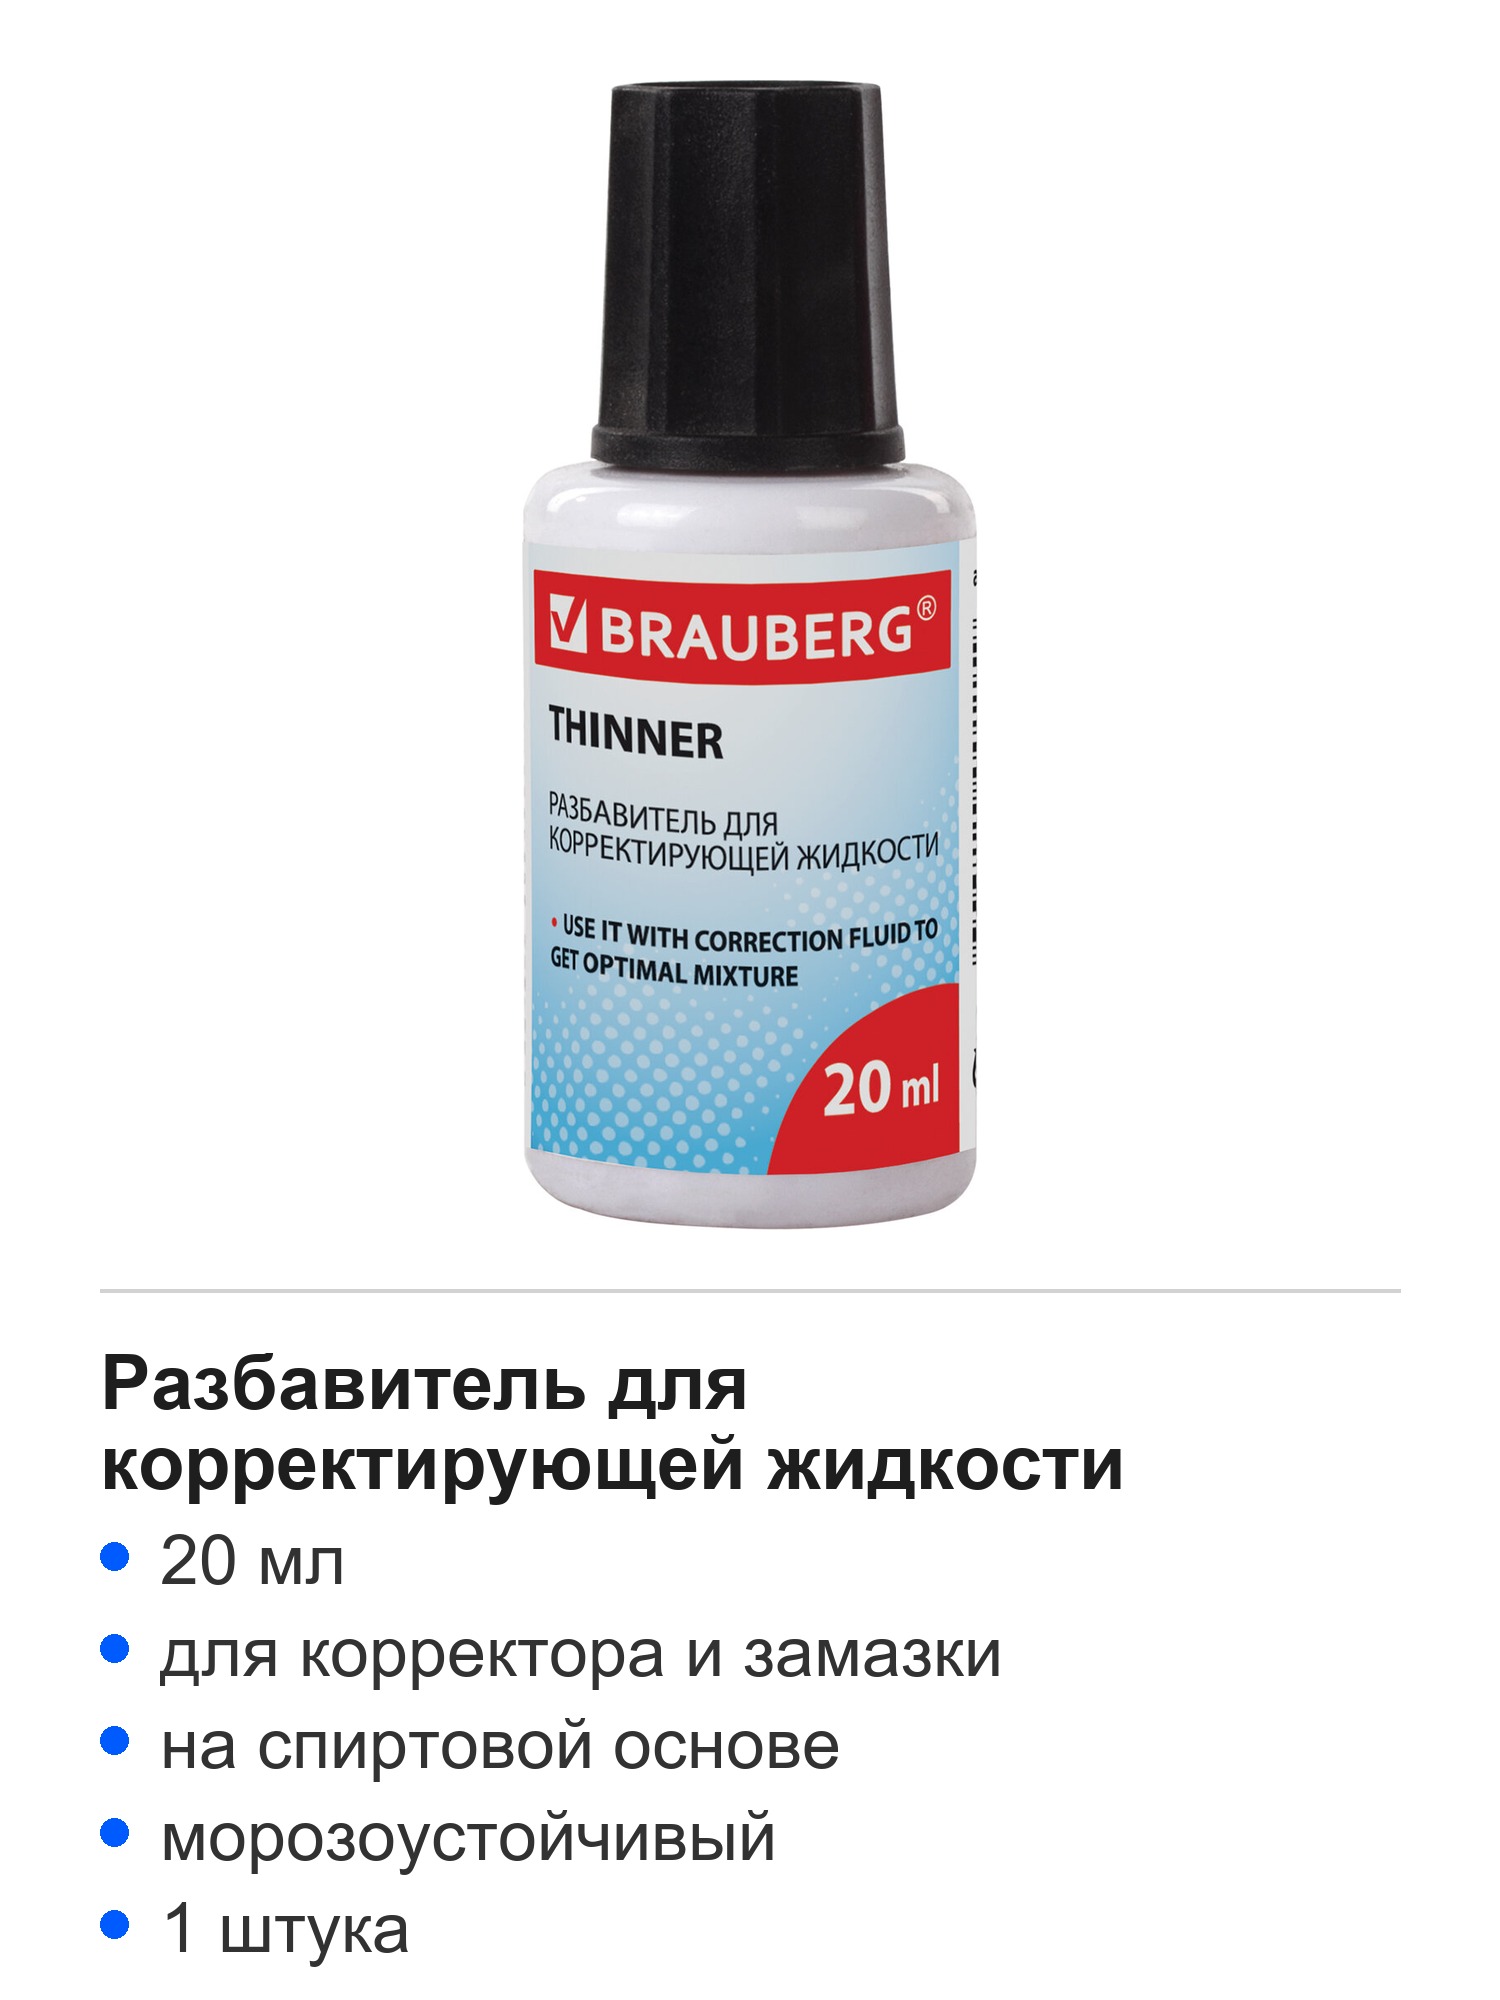 BRAUBERG®
THINNER
РАЗБАВИТЕЛЬ ДЛЯ
КОРРЕКТИРУЮЩЕЙ ЖИДКОСТИ
• USE IT WITH CORRECTION FLUID TO
GET OPTIMAL MIXTURE
20 ml
Разбавитель для
корректирующей жидкости
• 20 мл
• для корректора и замазки
• на спиртовой основе
• морозоустойчивый
• 1 штука